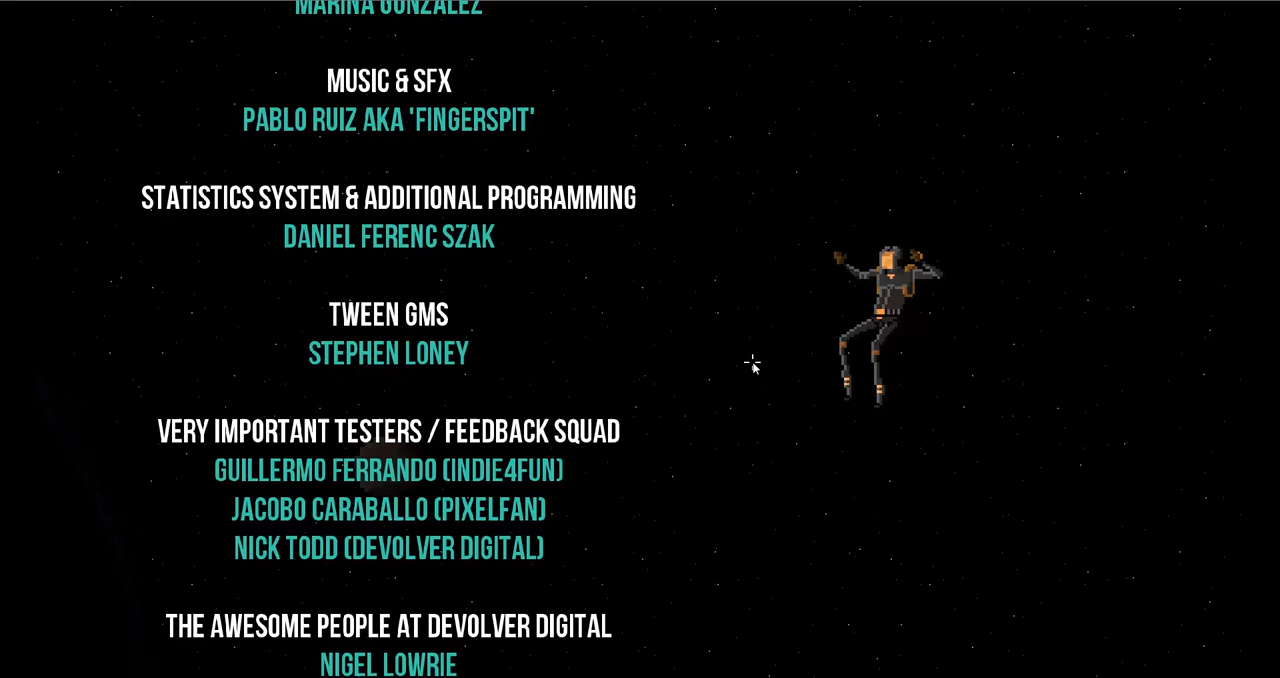 MARINA GONZALEZ
MUSIC & SFX
PABLO RUIZ AKA 'FINGERSPIT'
STATISTICS SYSTEM & ADDITIONAL PROGRAMMING
DANIEL FERENC SZAK
TWEEN GMS
STEPHEN LONEY
VERY IMPORTANT TESTERS / FEEDBACK SQUAD
GUILLERMO FERRANDO (INDIE4FUN)
JACOBO CARABALLO (PIXELFAN)
NICK TODD (DEVOLVER DIGITAL)
THE AWESOME PEOPLE AT DEVOLVER DIGITAL
NIGEL LOWRIE